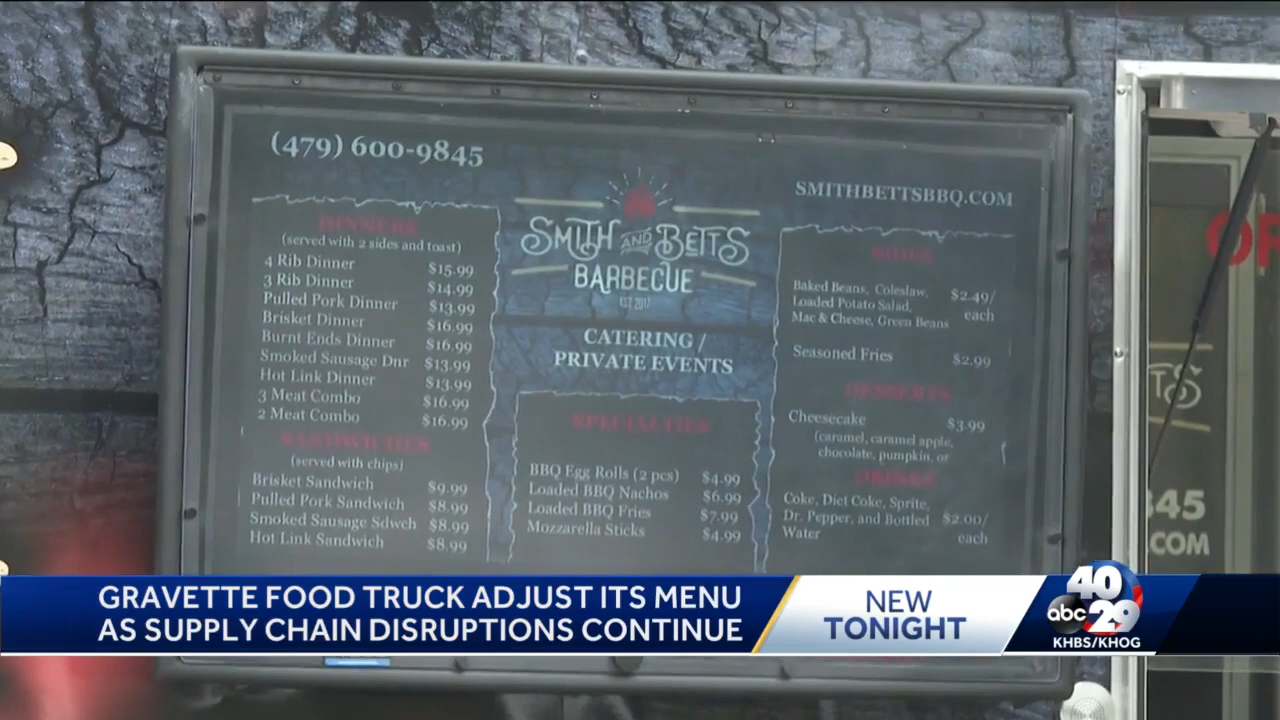 (479) 600-9845
SMITHBETTSBBQ.COM
DINNERS
(served with 2 sides and toast)
4 Rib Dinner $15.99
3 Rib Dinner $14.99
Pulled Pork Dinner $13.99
Brisket Dinner $16.99
Burnt Ends Dinner $16.99
Smoked Sausage Dnr $13.99
Hot Link Dinner $13.99
3 Meat Combo $16.99
2 Meat Combo $16.99
SANDWICHES
(served with chips)
Brisket Sandwich $9.99
Pulled Pork Sandwich $8.99
Smoked Sausage Sdwch $8.99
Hot Link Sandwich $8.99
SMITH AND BETTS
BARBECUE
EST. 2017
CATERING /
PRIVATE EVENTS
SPECIALTIES
BBQ Egg Rolls (2 pcs) $4.99
Loaded BBQ Nachos $6.99
Loaded BBQ Fries $7.99
Mozzarella Sticks $4.99
SIDES
Baked Beans, Coleslaw, $2.49/
Loaded Potato Salad, each
Mac & Cheese, Green Beans
Seasoned Fries $2.99
DESSERTS
Cheesecake $3.99
(caramel, caramel apple,
chocolate, pumpkin, or
DRINKS
Coke, Diet Coke, Sprite,
Dr. Pepper, and Bottled $2.00/
Water each
OP
TS
845
.COM
GRAVETTE FOOD TRUCK ADJUST ITS MENU
AS SUPPLY CHAIN DISRUPTIONS CONTINUE
NEW
TONIGHT
40
abc 29
KHBS/KHOG